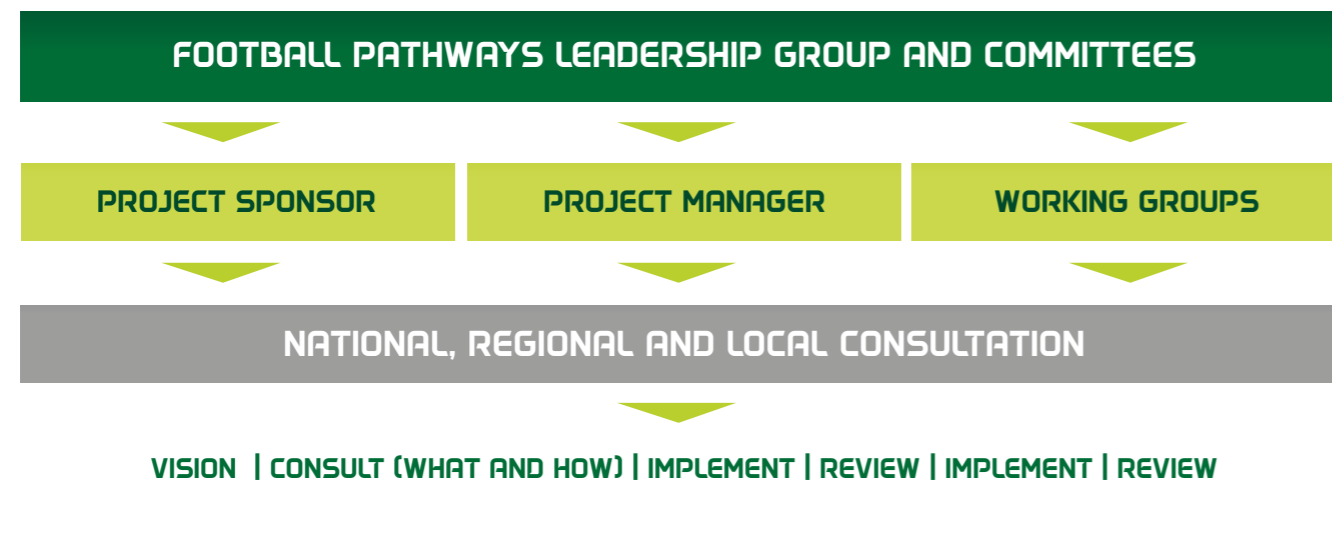 FOOTBALL PATHWAYS LEADERSHIP GROUP AND COMMITTEES
PROJECT SPONSOR
PROJECT MANAGER
WORKING GROUPS
NATIONAL, REGIONAL AND LOCAL CONSULTATION
VISION | CONSULT (WHAT AND HOW) | IMPLEMENT | REVIEW | IMPLEMENT | REVIEW